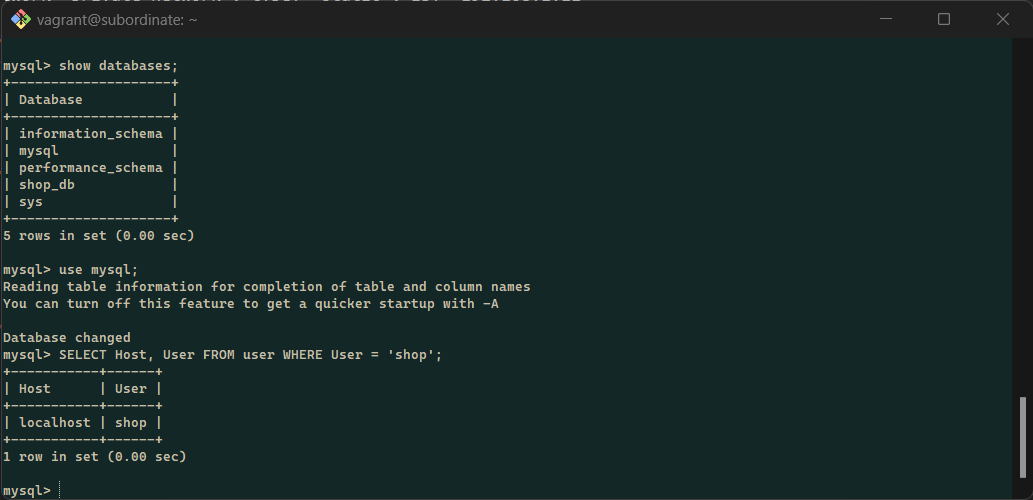 vagrant@subordinate: ~
mysql> show databases;
+--------------------+
| Database           |
+--------------------+
| information_schema |
| mysql              |
| performance_schema |
| shop_db            |
| sys                |
+--------------------+
5 rows in set (0.00 sec)
mysql> use mysql;
Reading table information for completion of table and column names
You can turn off this feature to get a quicker startup with -A
Database changed
mysql> SELECT Host, User FROM user WHERE User = 'shop';
+-----------+------+
| Host      | User |
+-----------+------+
| localhost | shop |
+-----------+------+
1 row in set (0.00 sec)
mysql>